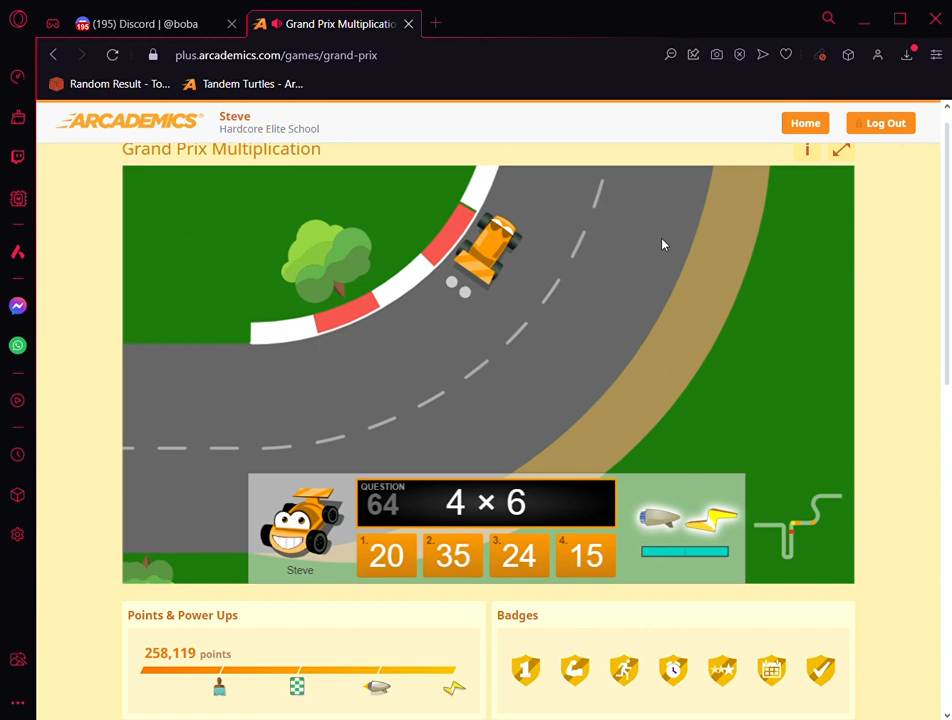 (195) Discord | @boba
Grand Prix Multiplicatio
plus.arcademics.com/games/grand-prix
Random Result - To...
Tandem Turtles - Ar...
ARCADEMICS
Steve
Hardcore Elite School
Home
Log Out
Grand Prix Multiplication
i
QUESTION
64
4 × 6
1. 20
2. 35
3. 24
4. 15
Steve
Points & Power Ups
258,119 points
Badges
1